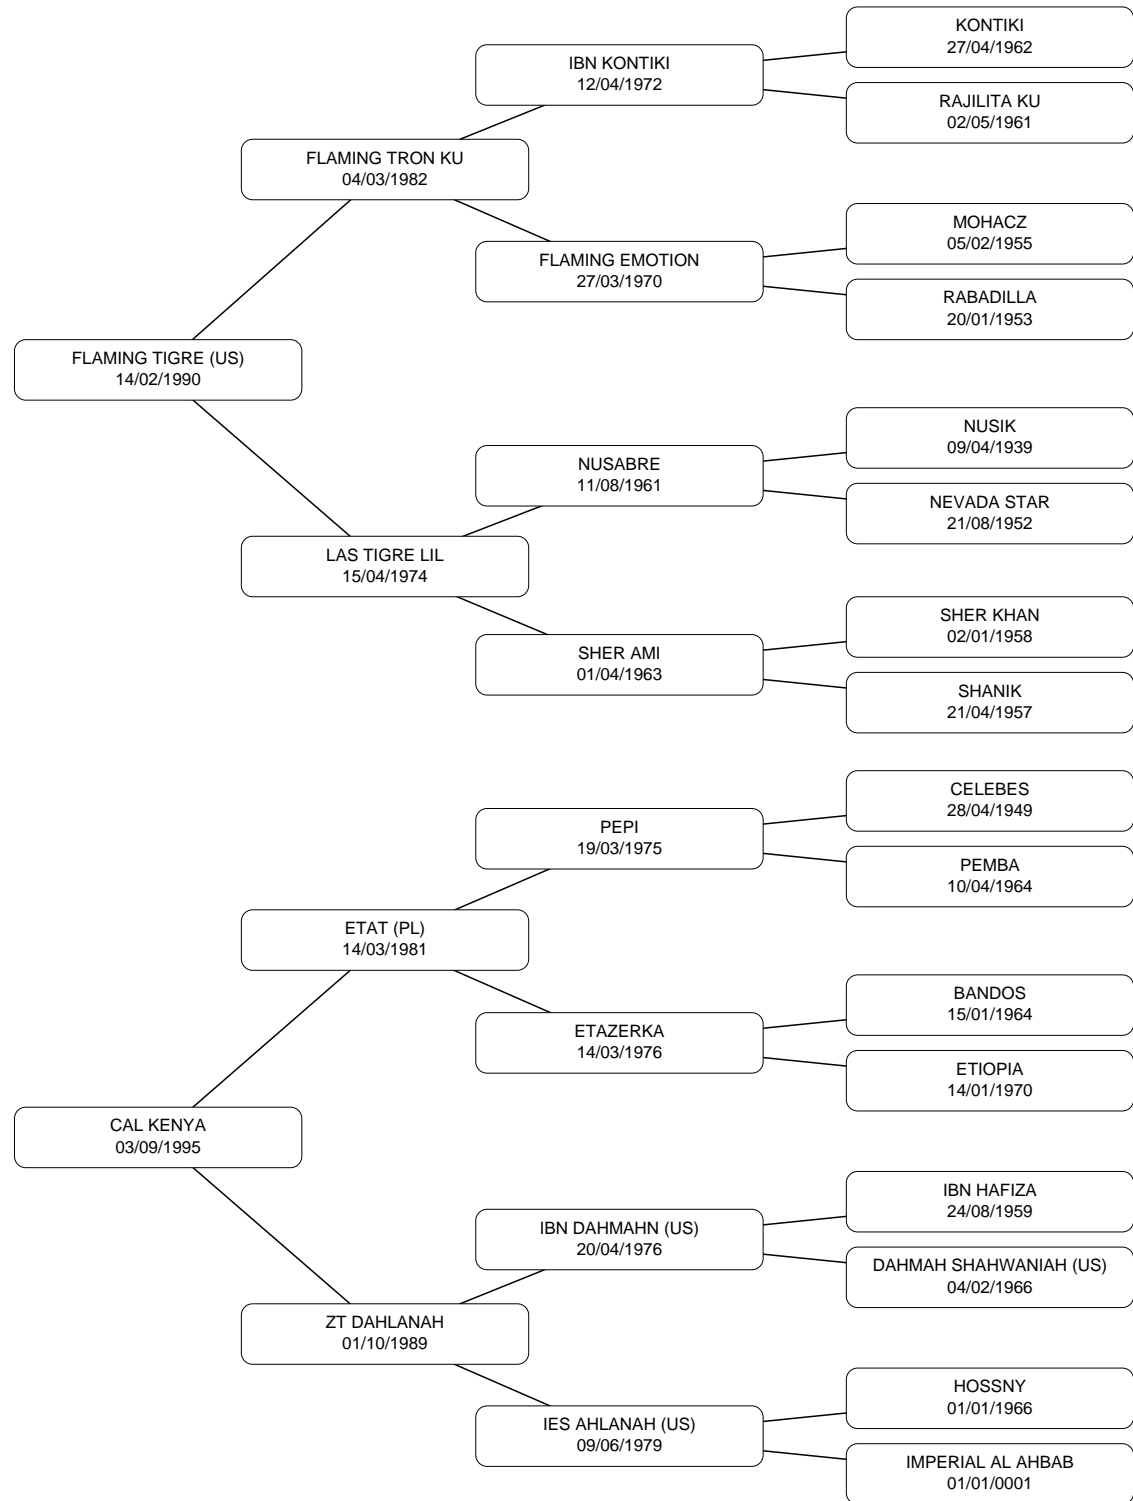 KONTIKI
27/04/1962
IBN KONTIKI
12/04/1972
RAJILITA KU
02/05/1961
FLAMING TRON KU
04/03/1982
MOHACZ
05/02/1955
FLAMING EMOTION
27/03/1970
RABADILLA
20/01/1953
FLAMING TIGRE (US)
14/02/1990
NUSIK
09/04/1939
NUSABRE
11/08/1961
NEVADA STAR
21/08/1952
LAS TIGRE LIL
15/04/1974
SHER KHAN
02/01/1958
SHER AMI
01/04/1963
SHANIK
21/04/1957
CELEBES
28/04/1949
PEPI
19/03/1975
PEMBA
10/04/1964
ETAT (PL)
14/03/1981
BANDOS
15/01/1964
ETAZERKA
14/03/1976
ETIOPIA
14/01/1970
CAL KENYA
03/09/1995
IBN HAFIZA
24/08/1959
IBN DAHMAHN (US)
20/04/1976
DAHMAH SHAHWANIAH (US)
04/02/1966
ZT DAHLANAH
01/10/1989
HOSSNY
01/01/1966
IES AHLANAH (US)
09/06/1979
IMPERIAL AL AHBAB
01/01/0001